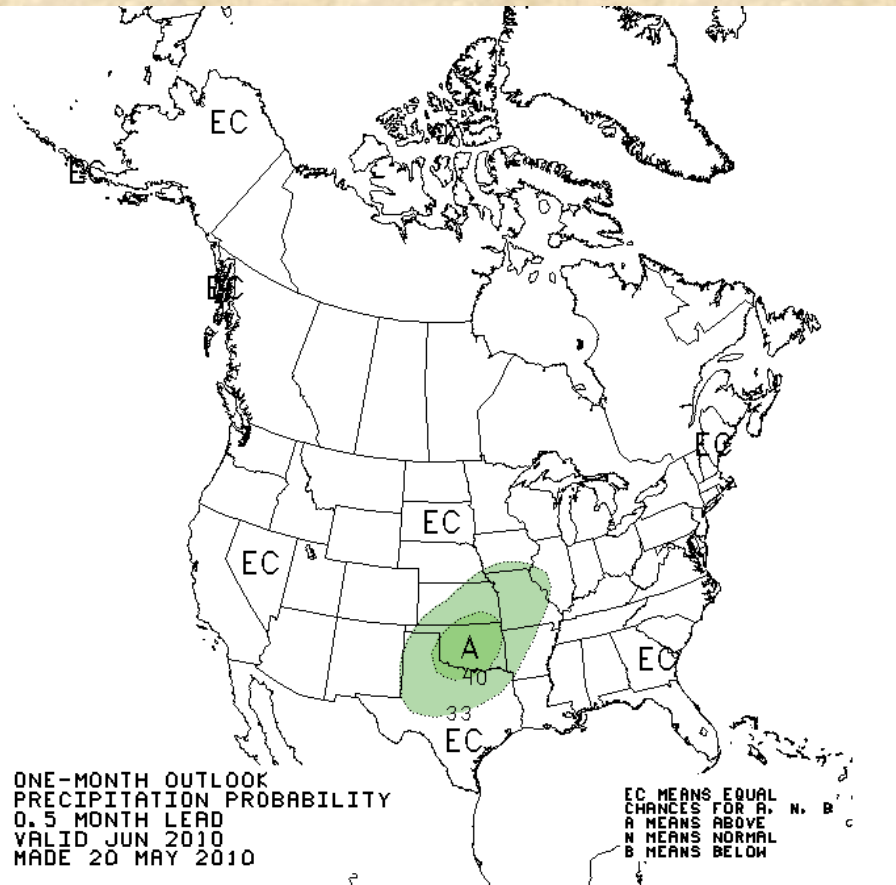 EC
EC
EC
EC
EC
EC
A
EC
40
33
EC
ONE-MONTH OUTLOOK
PRECIPITATION PROBABILITY
0.5 MONTH LEAD
VALID JUN 2010
MADE 20 MAY 2010
EC MEANS EQUAL
CHANCES FOR A, N, B
A MEANS ABOVE
N MEANS NORMAL
B MEANS BELOW